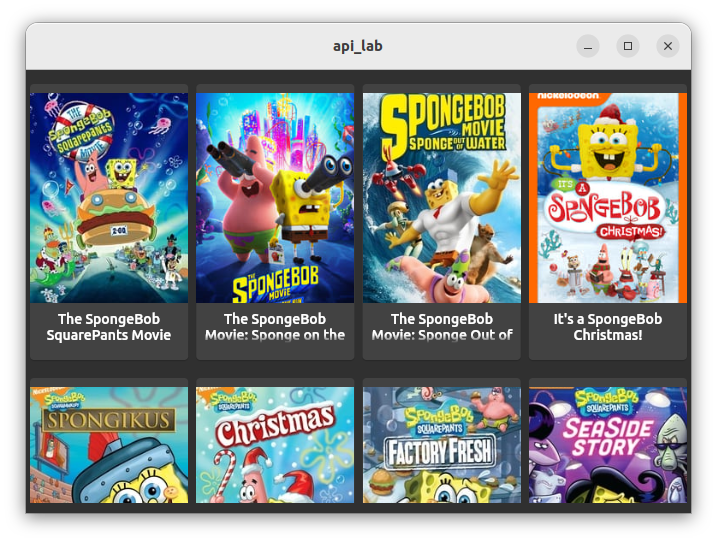 api_lab
THE
SpongeBob
SQUAREPANTS
MOVIE
THE
SPONGEBOB
MOVIE
SPONGEBOB
MOVIE
SPONGE OUT OF WATER
nickelodeon
IT'S
A
SPONGEBOB
CHRISTMAS!
The SpongeBob
SquarePants Movie
The SpongeBob
Movie: Sponge on the
The SpongeBob
Movie: Sponge Out of
It's a SpongeBob
Christmas!
SpongeBob
SQUAREPANTS
SPONGIKUS
SpongeBob
SQUAREPANTS
Christmas
SpongeBob
SQUAREPANTS
FACTORY FRESH
SpongeBob
SQUAREPANTS
SEASIDE
STORY